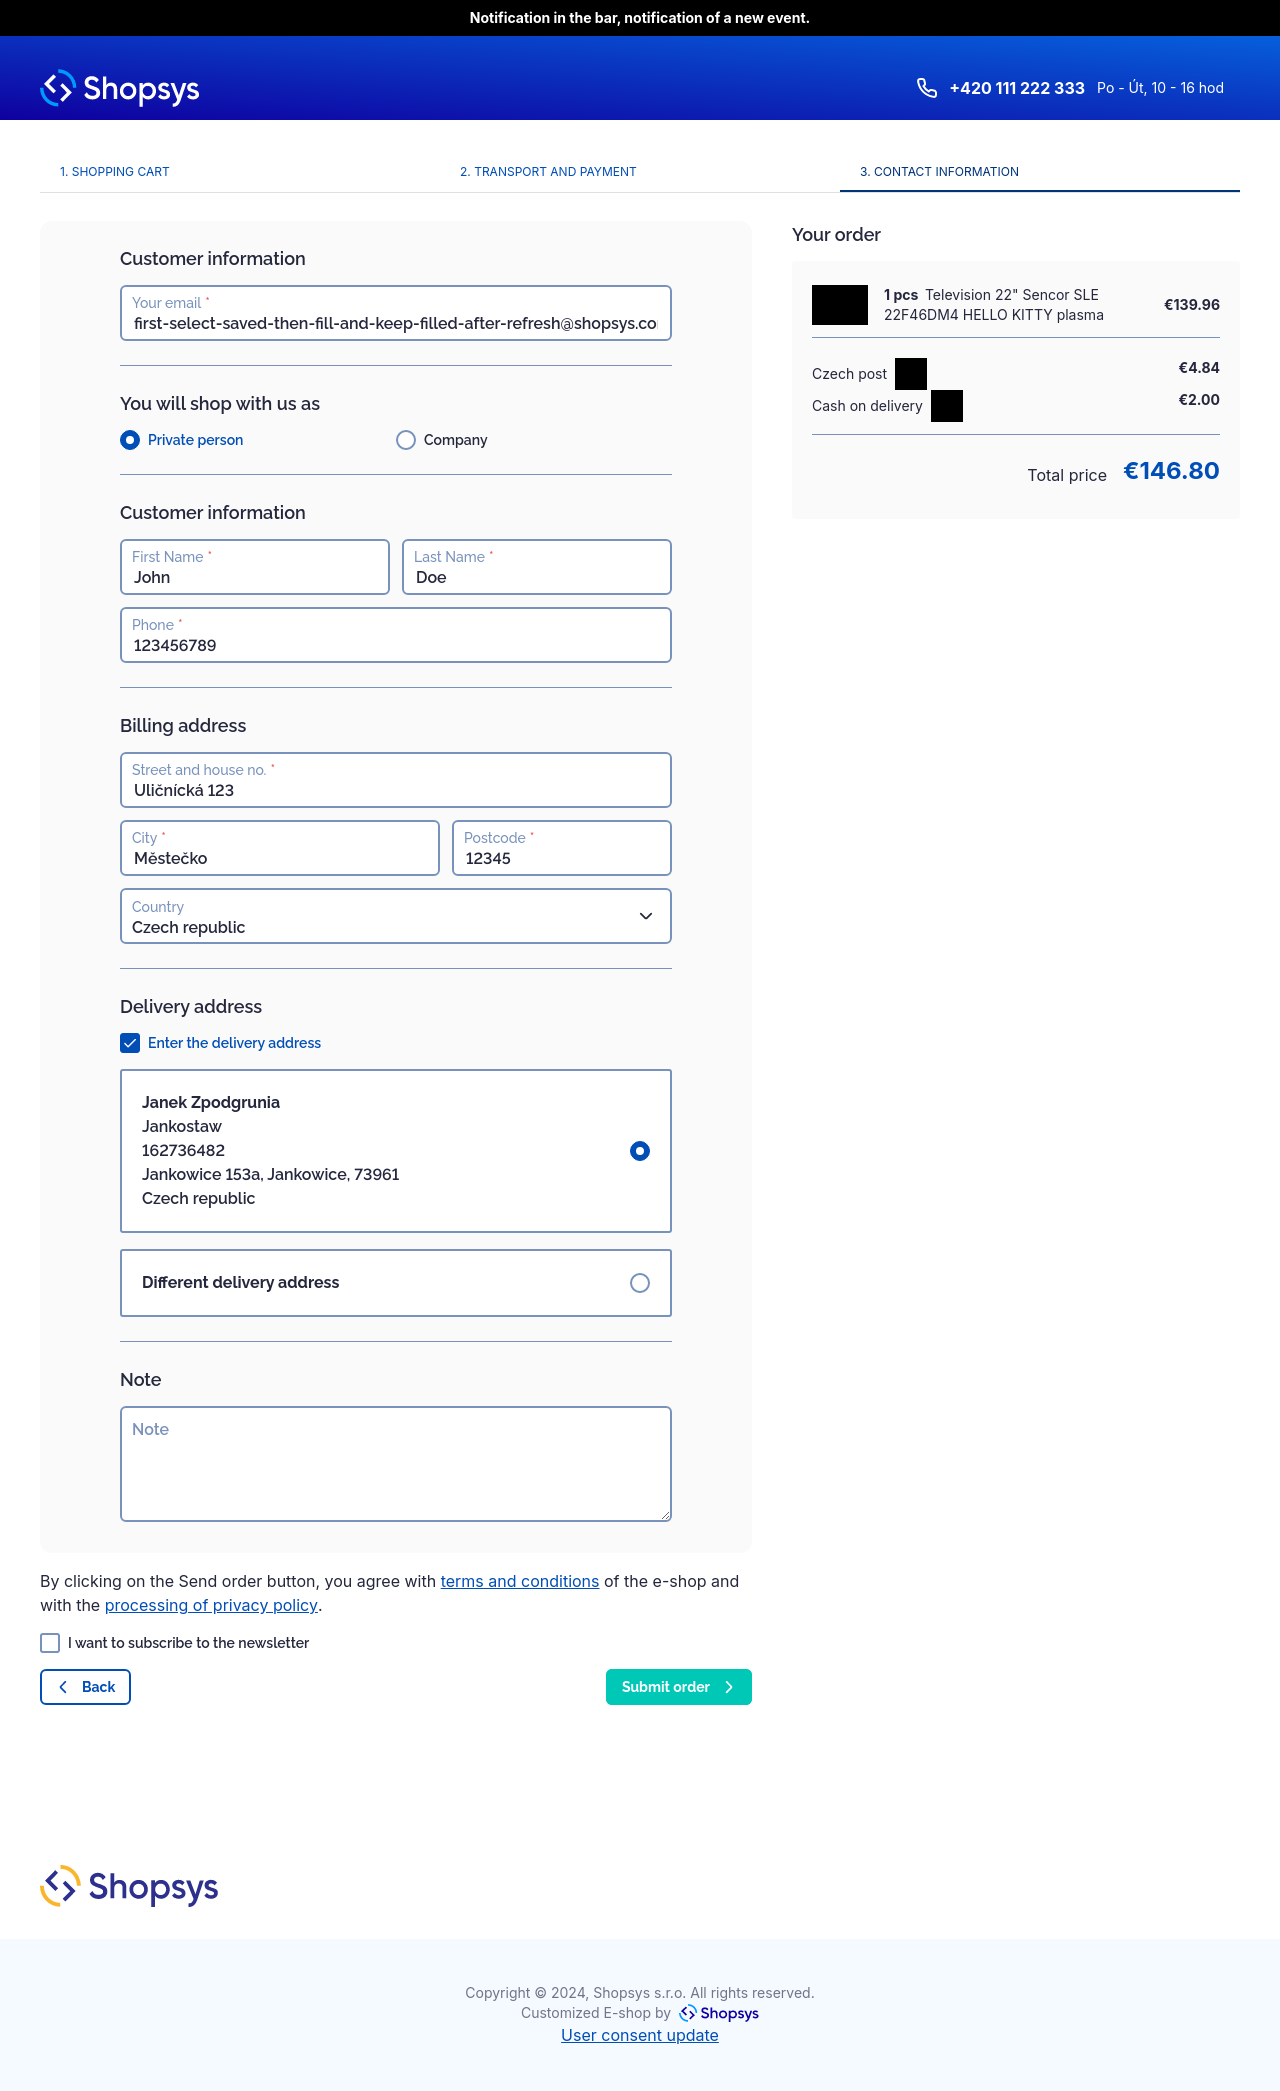 Notification in the bar, notification of a new event.
Shopsys
+420 111 222 333 Po - Út, 10 - 16 hod
1. SHOPPING CART
2. TRANSPORT AND PAYMENT
3. CONTACT INFORMATION
Customer information
Your email *
first-select-saved-then-fill-and-keep-filled-after-refresh@shopsys.co
You will shop with us as
Private person
Company
Customer information
First Name *
John
Last Name *
Doe
Phone *
123456789
Billing address
Street and house no. *
Uličnícká 123
City *
Městečko
Postcode *
12345
Country
Czech republic
Delivery address
Enter the delivery address
Janek Zpodgrunia
Jankostaw
162736482
Jankowice 153a, Jankowice, 73961
Czech republic
Different delivery address
Note
Note
By clicking on the Send order button, you agree with terms and conditions of the e-shop and
with the processing of privacy policy.
I want to subscribe to the newsletter
Back
Submit order
Your order
1 pcs Television 22" Sencor SLE
22F46DM4 HELLO KITTY plasma
€139.96
Czech post
€4.84
Cash on delivery
€2.00
Total price €146.80
Shopsys
Copyright © 2024, Shopsys s.r.o. All rights reserved.
Customized E-shop by Shopsys
User consent update